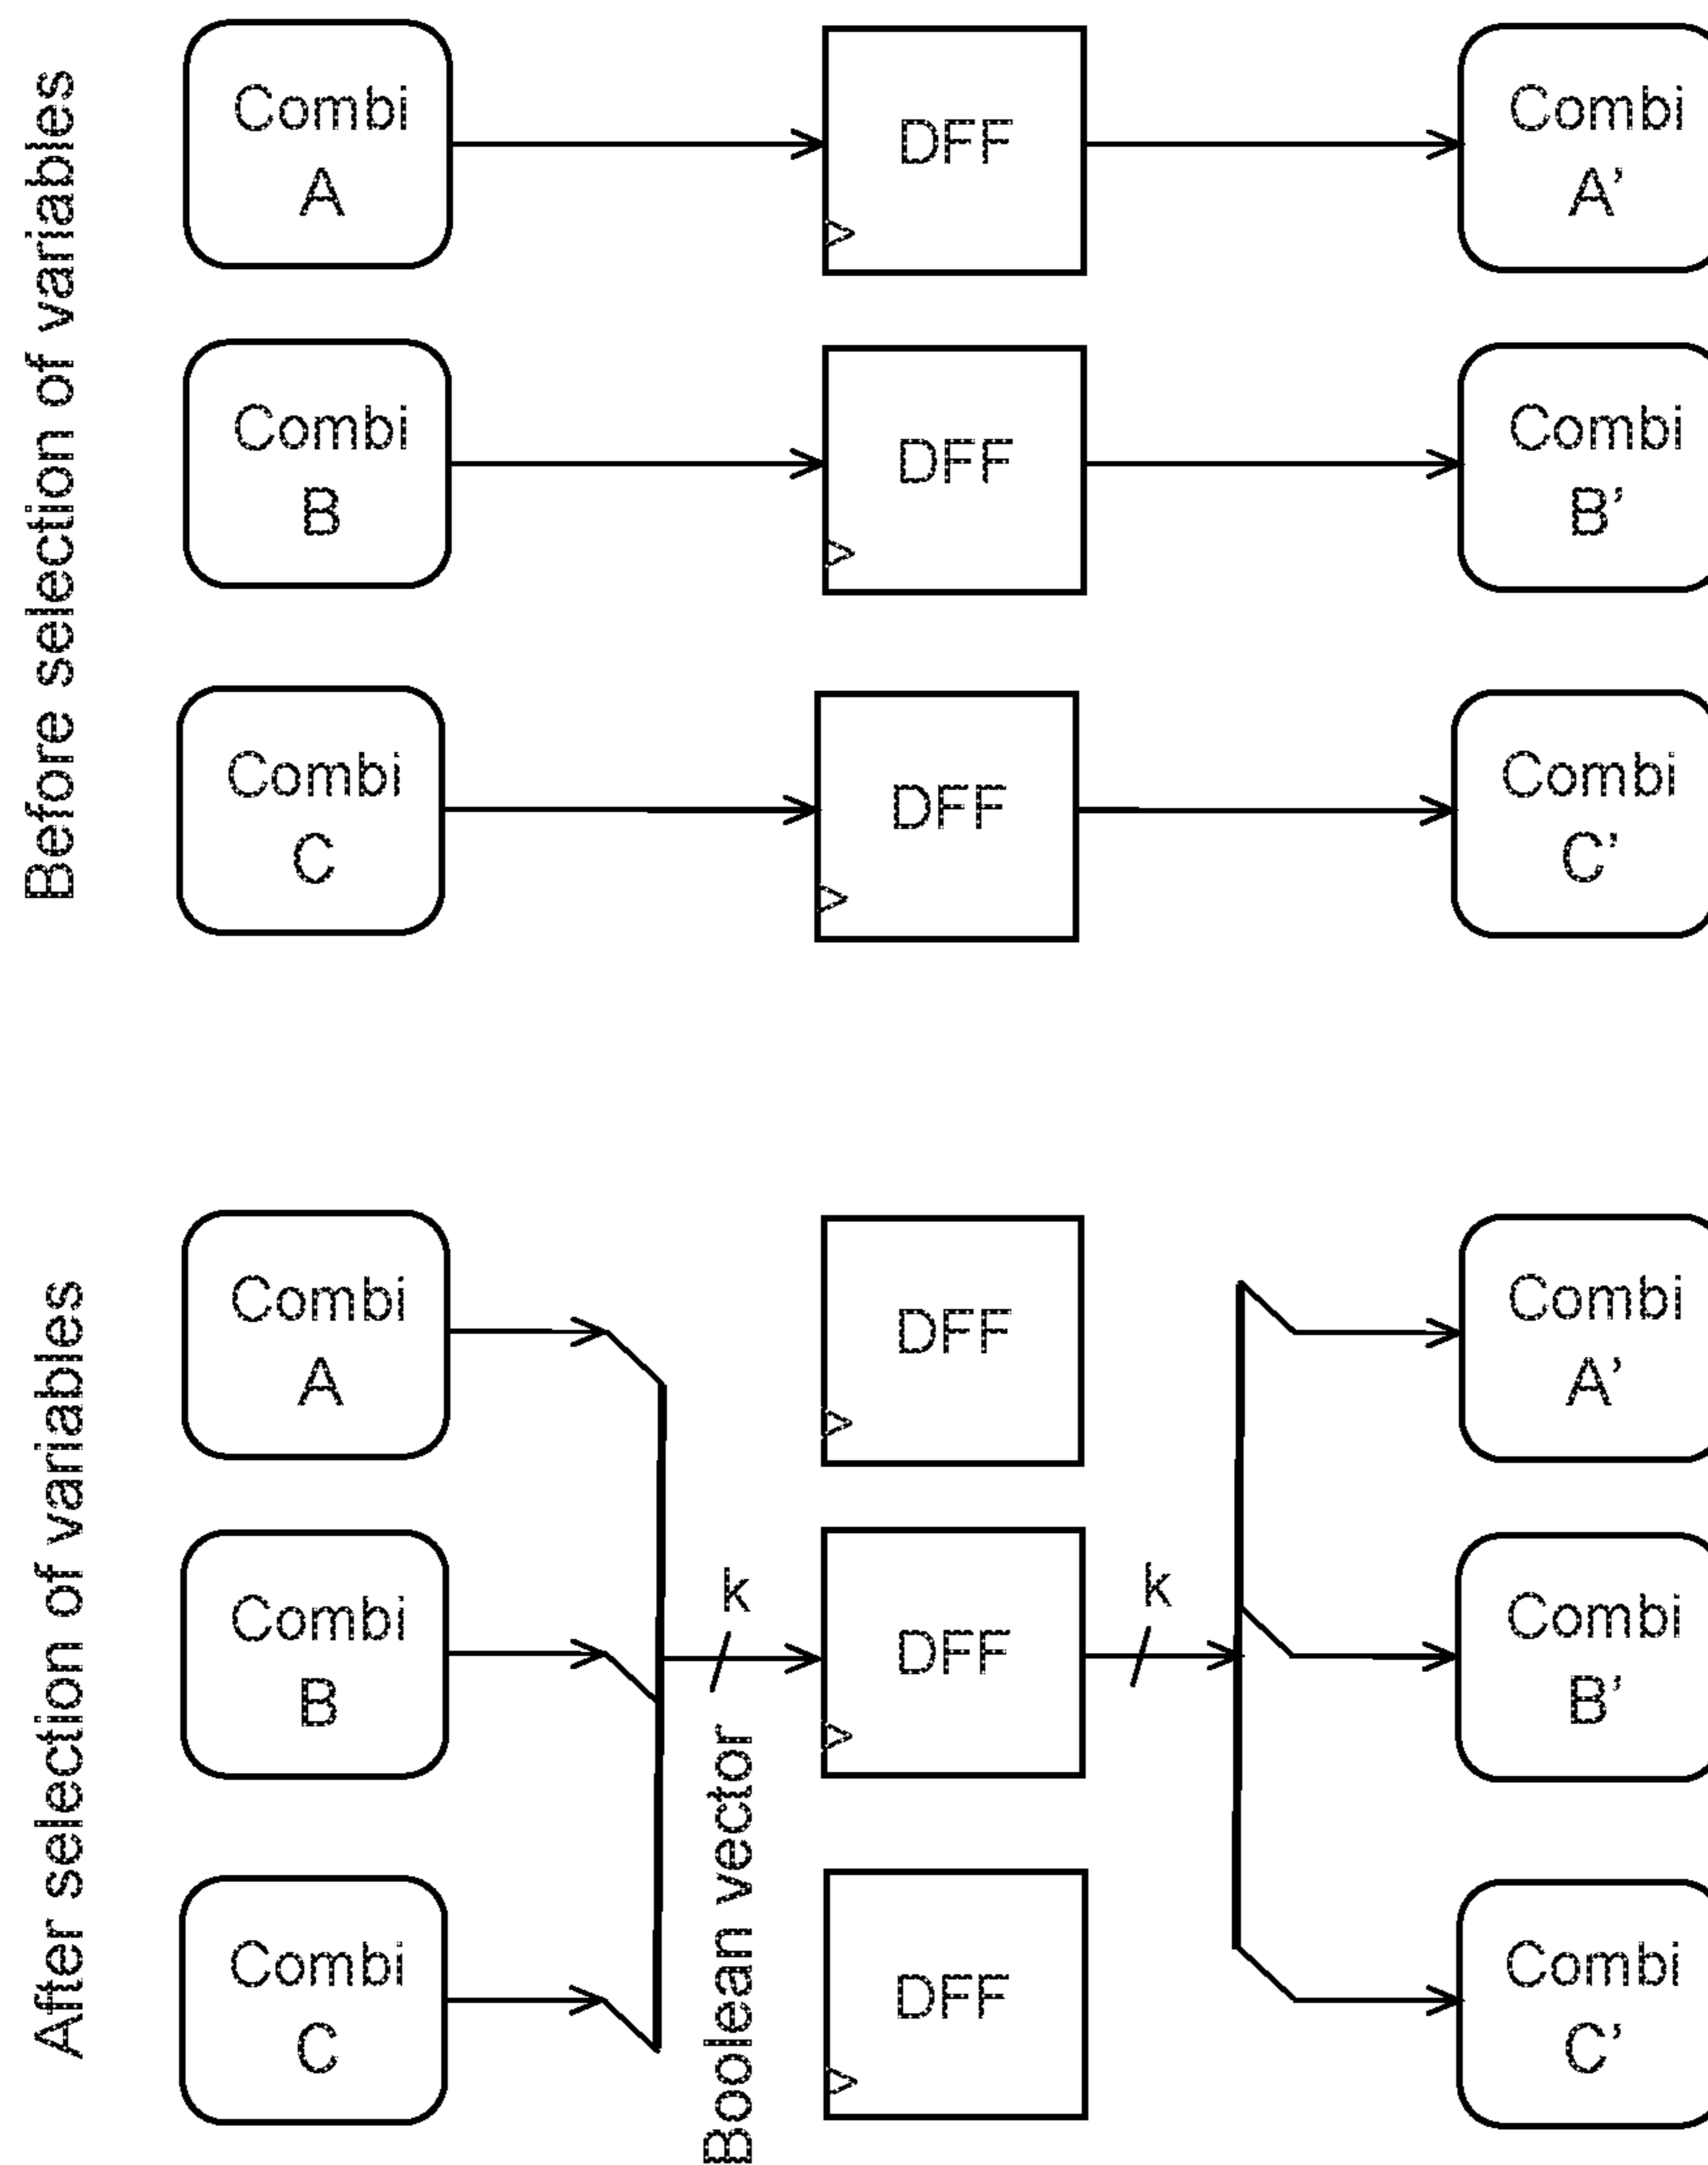 Before selection of variables
Combi
A
DFF
Combi
A’
Combi
B
DFF
Combi
B’
Combi
C
DFF
Combi
C’
After selection of variables
Combi
A
DFF
Combi
A’
Combi
B
k
DFF
k
Combi
B’
Boolean vector
Combi
C
DFF
Combi
C’